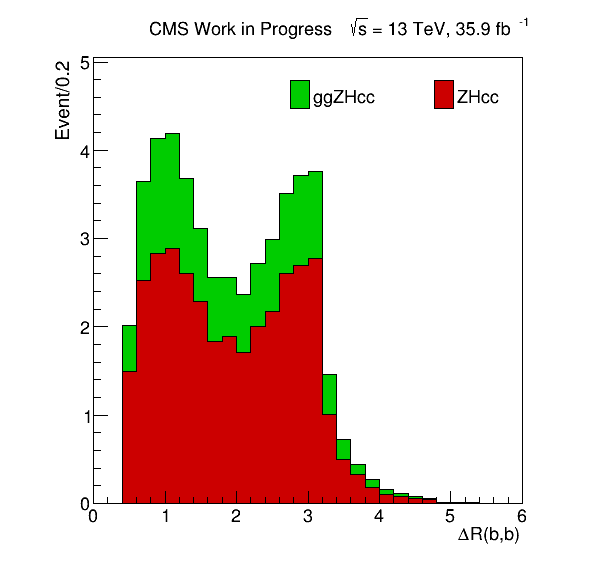 CMS Work in Progress √s = 13 TeV, 35.9 fb⁻¹
Event/0.2
ggZHcc ZHcc
5
4
3
2
1
0
0 1 2 3 4 5 6
ΔR(b,b)